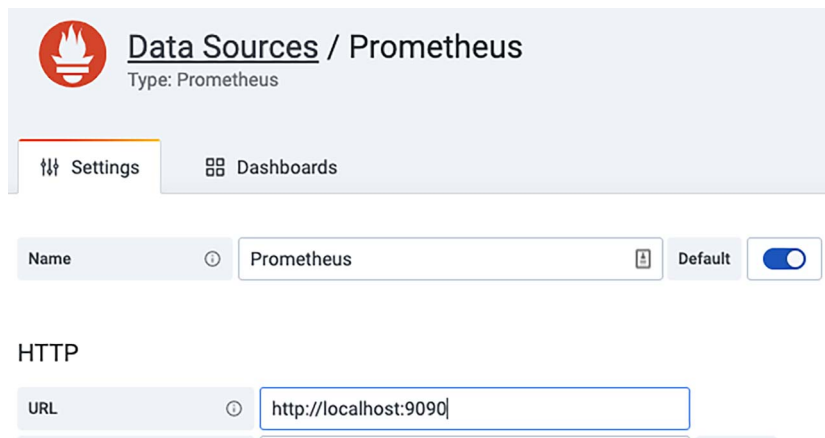 Data Sources / Prometheus
Type: Prometheus
Settings Dashboards
Name Prometheus Default
HTTP
URL http://localhost:9090